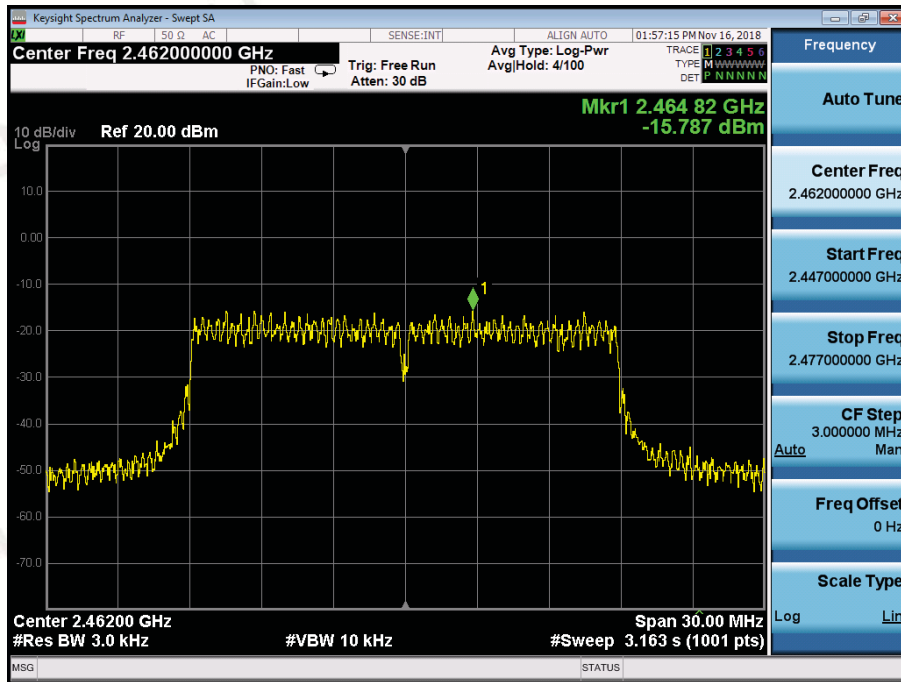 Keysight Spectrum Analyzer - Swept SA
LXI RF 50 Ω AC SENSE:INT ALIGN AUTO 01:57:15 PM Nov 16, 2018
Center Freq 2.462000000 GHz
PNO: Fast
IFGain:Low
Trig: Free Run
Atten: 30 dB
Avg Type: Log-Pwr
Avg|Hold: 4/100
TRACE 1 2 3 4 5 6
TYPE M WWWWW
DET P N N N N N
Mkr1 2.464 82 GHz
-15.787 dBm
10 dB/div Ref 20.00 dBm
Log
10.0
0.00
-10.0
-20.0
-30.0
-40.0
-50.0
-60.0
-70.0
1
Center 2.46200 GHz Span 30.00 MHz
#Res BW 3.0 kHz #VBW 10 kHz #Sweep 3.163 s (1001 pts)
MSG STATUS
Frequency
Auto Tune
Center Freq
2.462000000 GHz
Start Freq
2.447000000 GHz
Stop Freq
2.477000000 GHz
CF Step
3.000000 MHz
Auto Man
Freq Offset
0 Hz
Scale Type
Log Lin